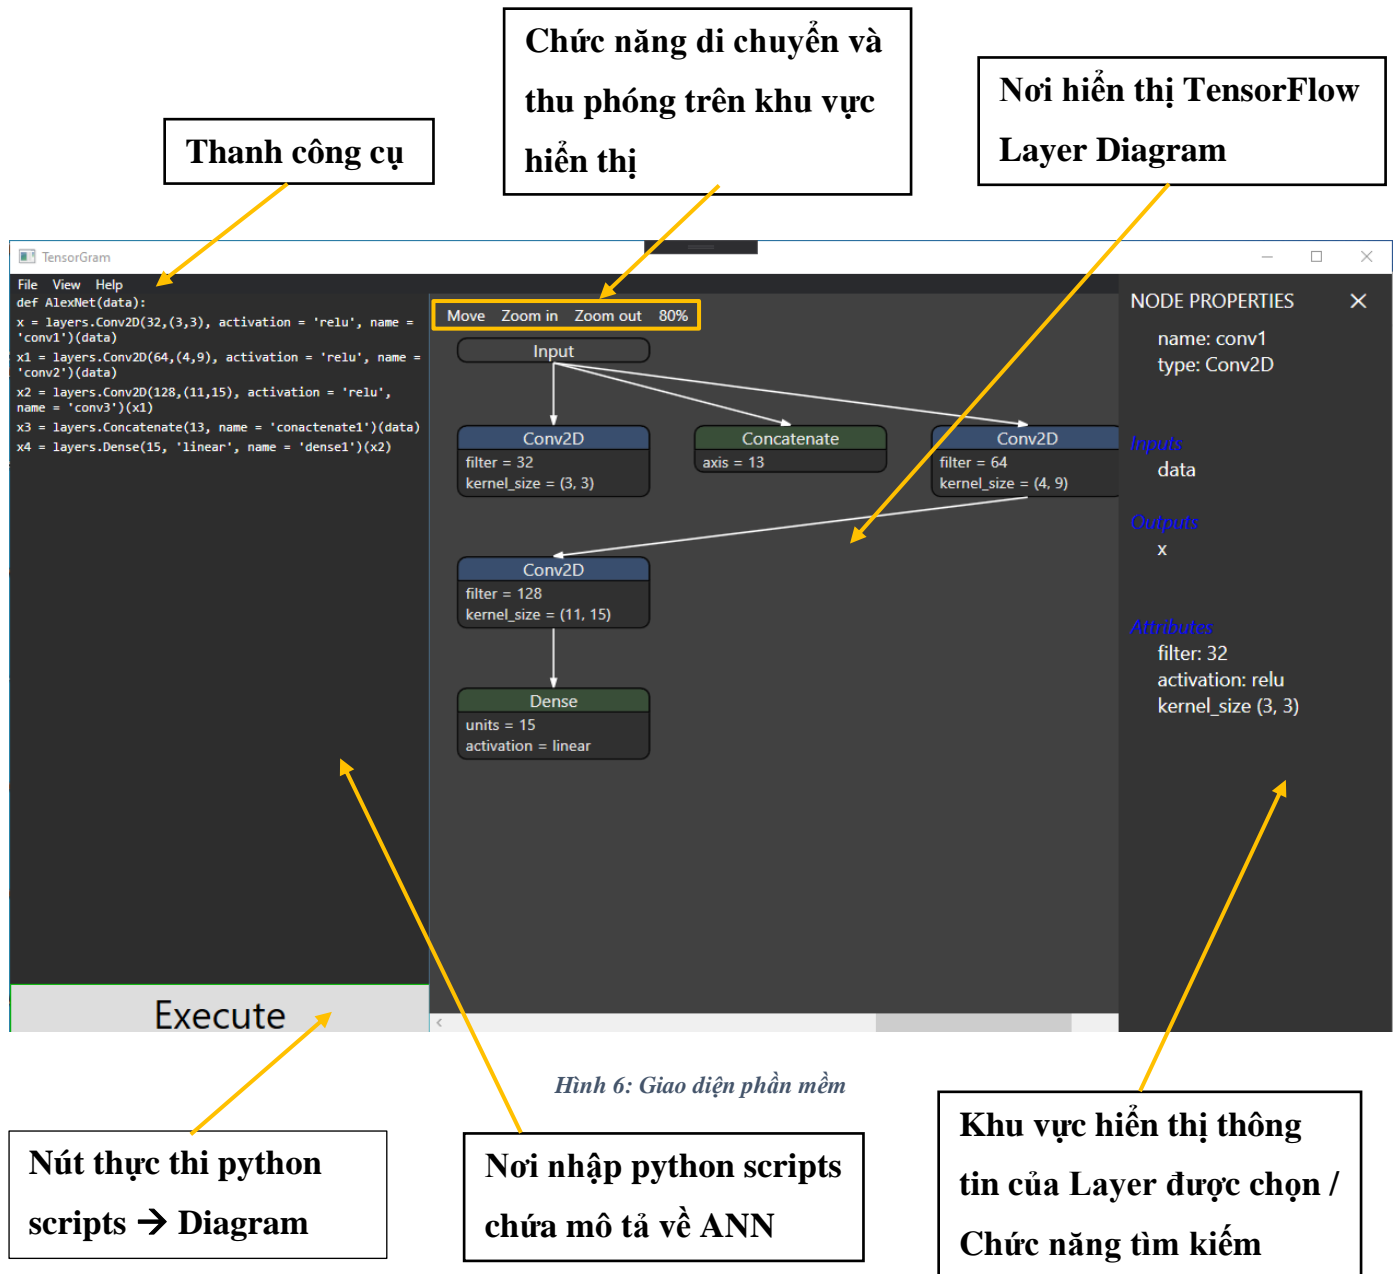 Chức năng di chuyển và
thu phóng trên khu vực
hiển thị
Nơi hiển thị TensorFlow
Layer Diagram
Thanh công cụ
TensorGram
File View Help
def AlexNet(data):
x = layers.Conv2D(32,(3,3), activation = 'relu', name =
'conv1')(data)
x1 = layers.Conv2D(64,(4,9), activation = 'relu', name =
'conv2')(data)
x2 = layers.Conv2D(128,(11,15), activation = 'relu',
name = 'conv3')(x1)
x3 = layers.Concatenate(13, name = 'conactenate1')(data)
x4 = layers.Dense(15, 'linear', name = 'dense1')(x2)
Execute
Move Zoom in Zoom out 80%
Input
Conv2D
filter = 32
kernel_size = (3, 3)
Concatenate
axis = 13
Conv2D
filter = 64
kernel_size = (4, 9)
Conv2D
filter = 128
kernel_size = (11, 15)
Dense
units = 15
activation = linear
NODE PROPERTIES
name: conv1
type: Conv2D
Inputs
data
Outputs
x
Attributes
filter: 32
activation: relu
kernel_size (3, 3)
Hình 6: Giao diện phần mềm
Nút thực thi python
scripts → Diagram
Nơi nhập python scripts
chứa mô tả về ANN
Khu vực hiển thị thông
tin của Layer được chọn /
Chức năng tìm kiếm